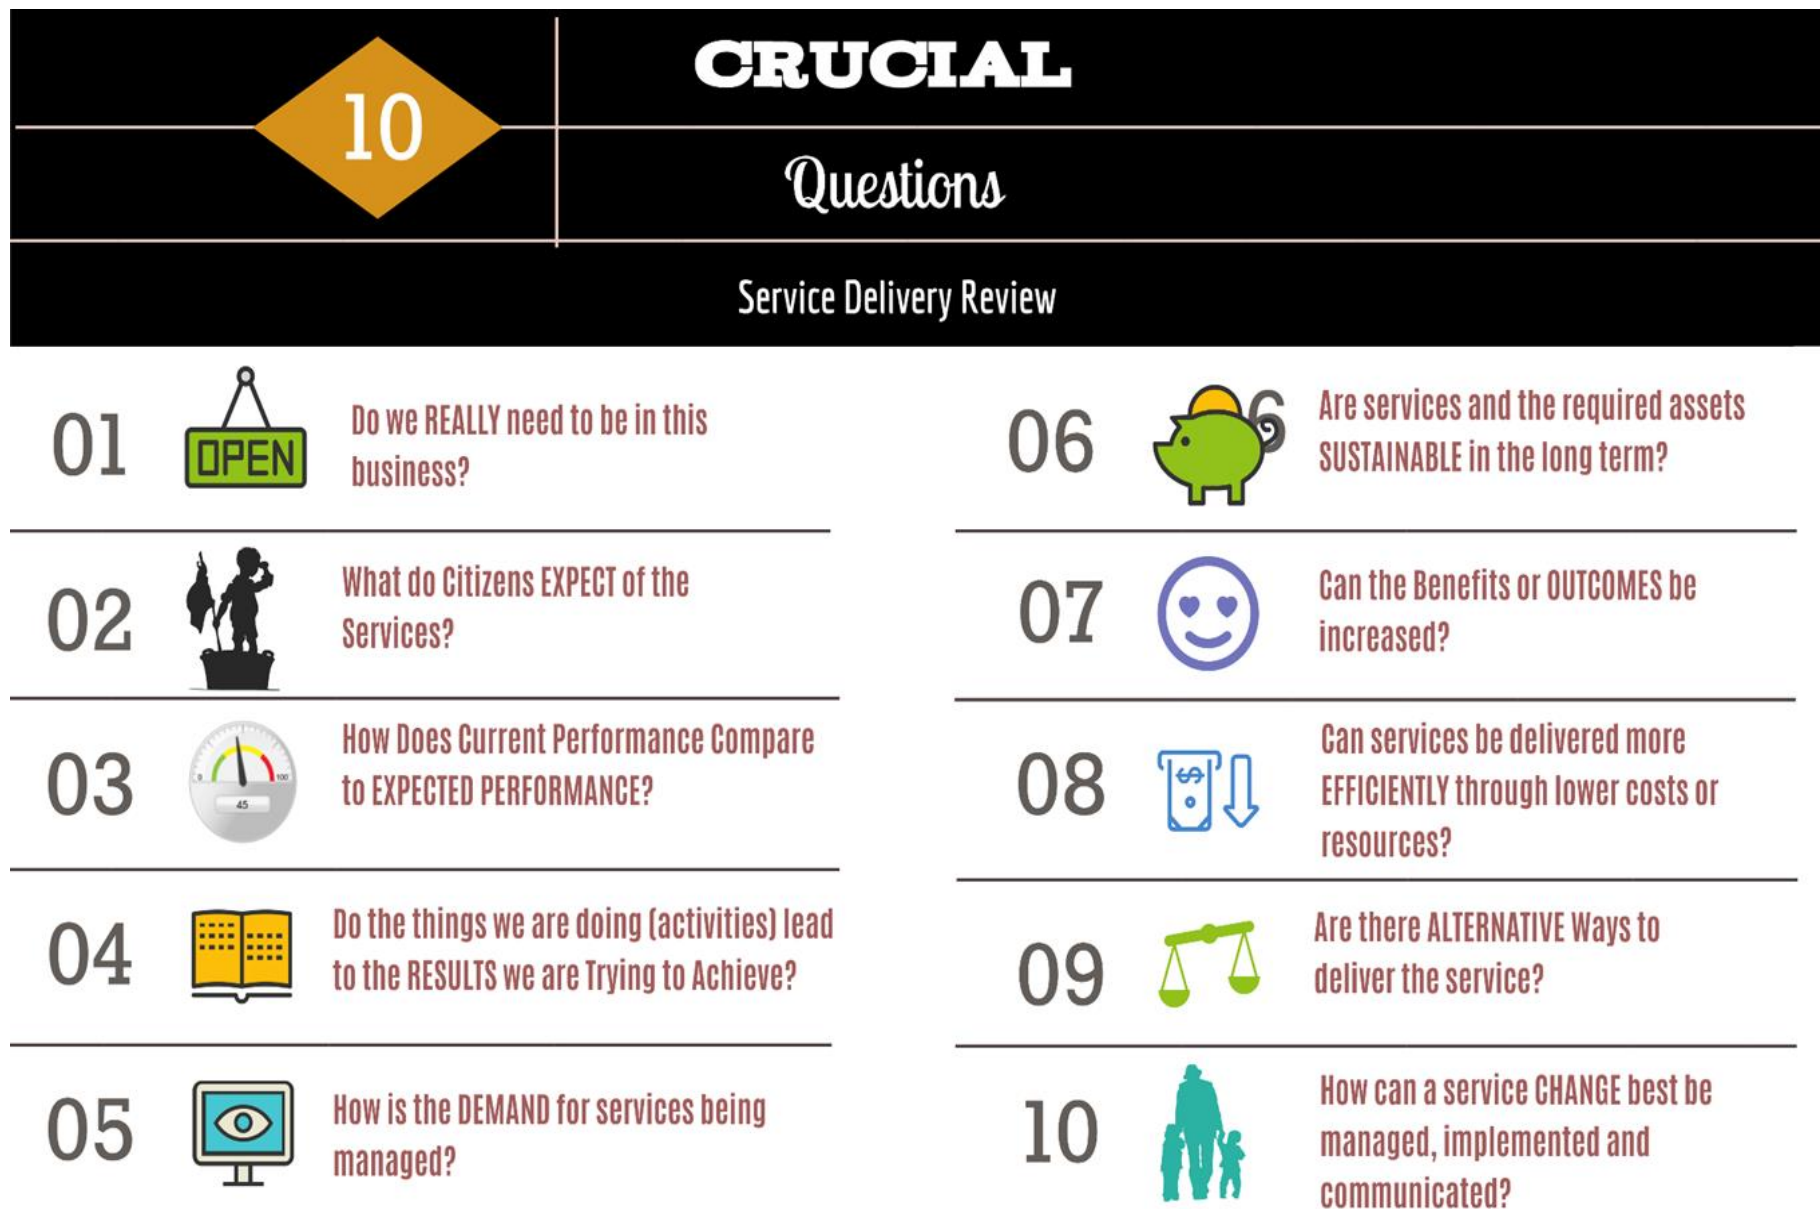 10
CRUCIAL
Questions
Service Delivery Review
01
OPEN
Do we REALLY need to be in this
business?
02
What do Citizens EXPECT of the
Services?
03
0
100
45
How Does Current Performance Compare
to EXPECTED PERFORMANCE?
04
Do the things we are doing (activities) lead
to the RESULTS we are Trying to Achieve?
05
How is the DEMAND for services being
managed?
06
6
Are services and the required assets
SUSTAINABLE in the long term?
07
Can the Benefits or OUTCOMES be
increased?
08
$
Can services be delivered more
EFFICIENTLY through lower costs or
resources?
09
Are there ALTERNATIVE Ways to
deliver the service?
10
How can a service CHANGE best be
managed, implemented and
communicated?